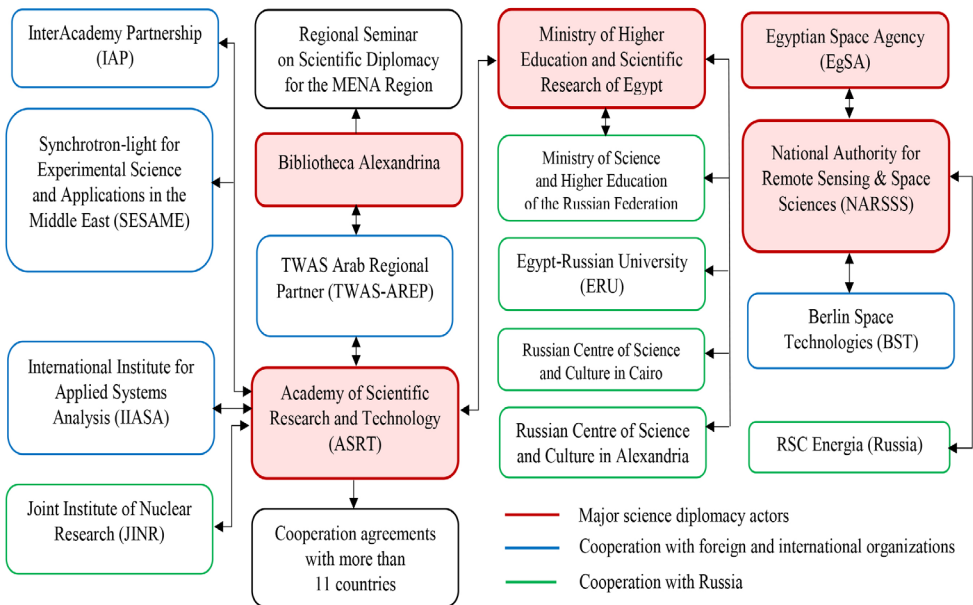 InterAcademy Partnership
(IAP)
Synchrotron-light for
Experimental Science
and Applications in the
Middle East (SESAME)
International Institute for
Applied Systems
Analysis (IIASA)
Joint Institute of Nuclear
Research (JINR)
Regional Seminar
on Scientific Diplomacy
for the MENA Region
Bibliotheca Alexandrina
TWAS Arab Regional
Partner (TWAS-AREP)
Academy of Scientific
Research and Technology
(ASRT)
Cooperation agreements
with more than
11 countries
Ministry of Higher
Education and Scientific
Research of Egypt
Ministry of Science
and Higher Education
of the Russian Federation
Egypt-Russian University
(ERU)
Russian Centre of Science
and Culture in Cairo
Russian Centre of Science
and Culture in Alexandria
Egyptian Space Agency
(EgSA)
National Authority for
Remote Sensing & Space
Sciences (NARSSS)
Berlin Space
Technologies (BST)
RSC Energia (Russia)
Major science diplomacy actors
Cooperation with foreign and international organizations
Cooperation with Russia